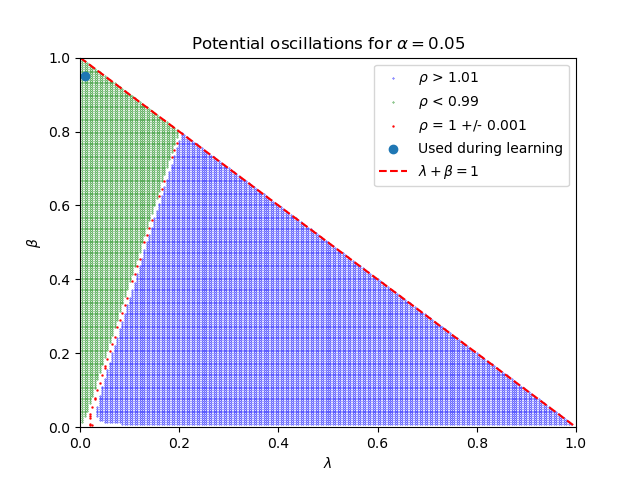 Potential oscillations for α = 0.05
1.0
0.8
0.6
0.4
0.2
0.0
β
ρ > 1.01
ρ < 0.99
ρ = 1 +/- 0.001
Used during learning
λ + β = 1
0.0 0.2 0.4 0.6 0.8 1.0
λ